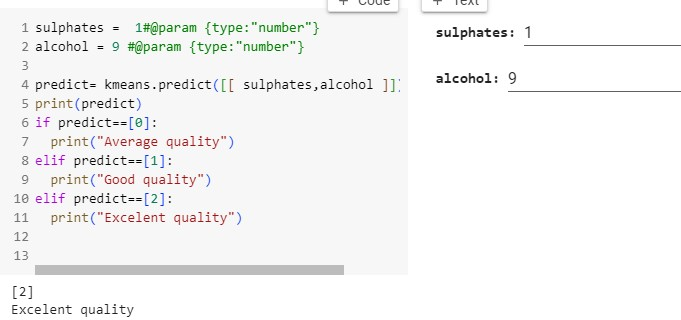 + Code
+ Text
1 sulphates =  1#@param {type:"number"}
2 alcohol = 9 #@param {type:"number"}
3
4 predict= kmeans.predict([[ sulphates,alcohol ]])
5 print(predict)
6 if predict==[0]:
7   print("Average quality")
8 elif predict==[1]:
9   print("Good quality")
10 elif predict==[2]:
11   print("Excelent quality")
12
13
sulphates: 1
alcohol: 9
[2]
Excelent quality